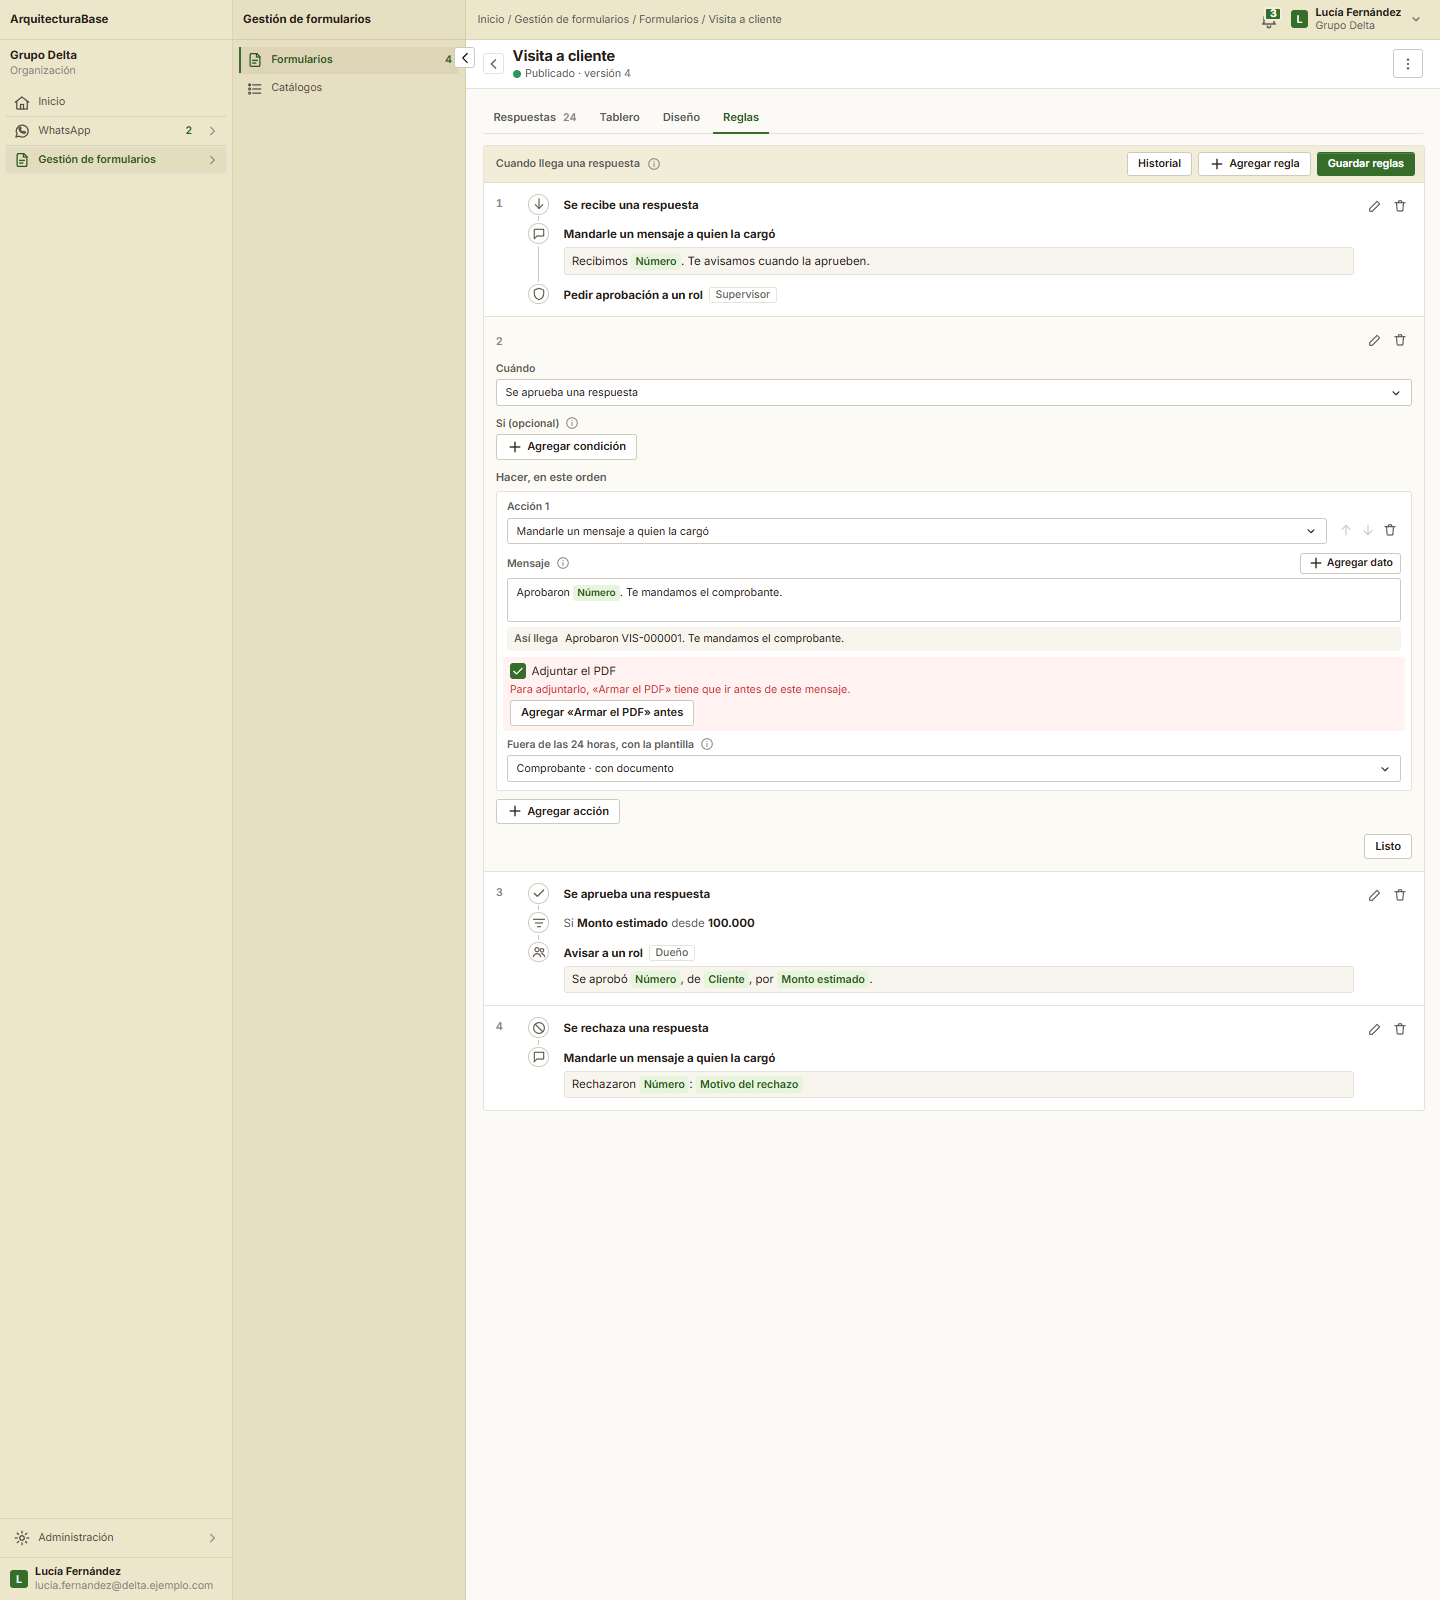 ArquitecturaBase
Grupo Delta
Organización
Inicio
WhatsApp 2
Gestión de formularios
Administración
Lucía Fernández
lucia.fernandez@delta.ejemplo.com
Gestión de formularios
Formularios 4
Catálogos
Inicio / Gestión de formularios / Formularios / Visita a cliente
3
L
Lucía Fernández
Grupo Delta
Visita a cliente
Publicado · versión 4
Respuestas 24 Tablero Diseño Reglas
Cuando llega una respuesta
Historial
Agregar regla
Guardar reglas
1
Se recibe una respuesta
Mandarle un mensaje a quien la cargó
Recibimos Número. Te avisamos cuando la aprueben.
Pedir aprobación a un rol Supervisor
2
Cuándo
Se aprueba una respuesta
Si (opcional)
Agregar condición
Hacer, en este orden
Acción 1
Mandarle un mensaje a quien la cargó
Mensaje
Agregar dato
Aprobaron Número. Te mandamos el comprobante.
Así llega Aprobaron VIS-000001. Te mandamos el comprobante.
Adjuntar el PDF
Para adjuntarlo, «Armar el PDF» tiene que ir antes de este mensaje.
Agregar «Armar el PDF» antes
Fuera de las 24 horas, con la plantilla
Comprobante · con documento
Agregar acción
Listo
3
Se aprueba una respuesta
Si Monto estimado desde 100.000
Avisar a un rol Dueño
Se aprobó Número, de Cliente, por Monto estimado.
4
Se rechaza una respuesta
Mandarle un mensaje a quien la cargó
Rechazaron Número: Motivo del rechazo
L